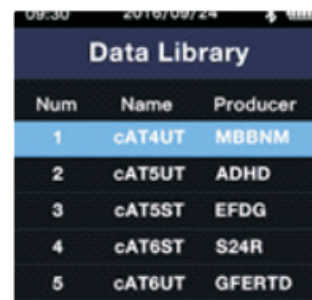 09:30 2016/09/24
Data Library
Num Name Producer
1 cAT4UT MBBNM
2 cAT5UT ADHD
3 cAT5ST EFDG
4 cAT6ST S24R
5 cAT6UT GFERTD